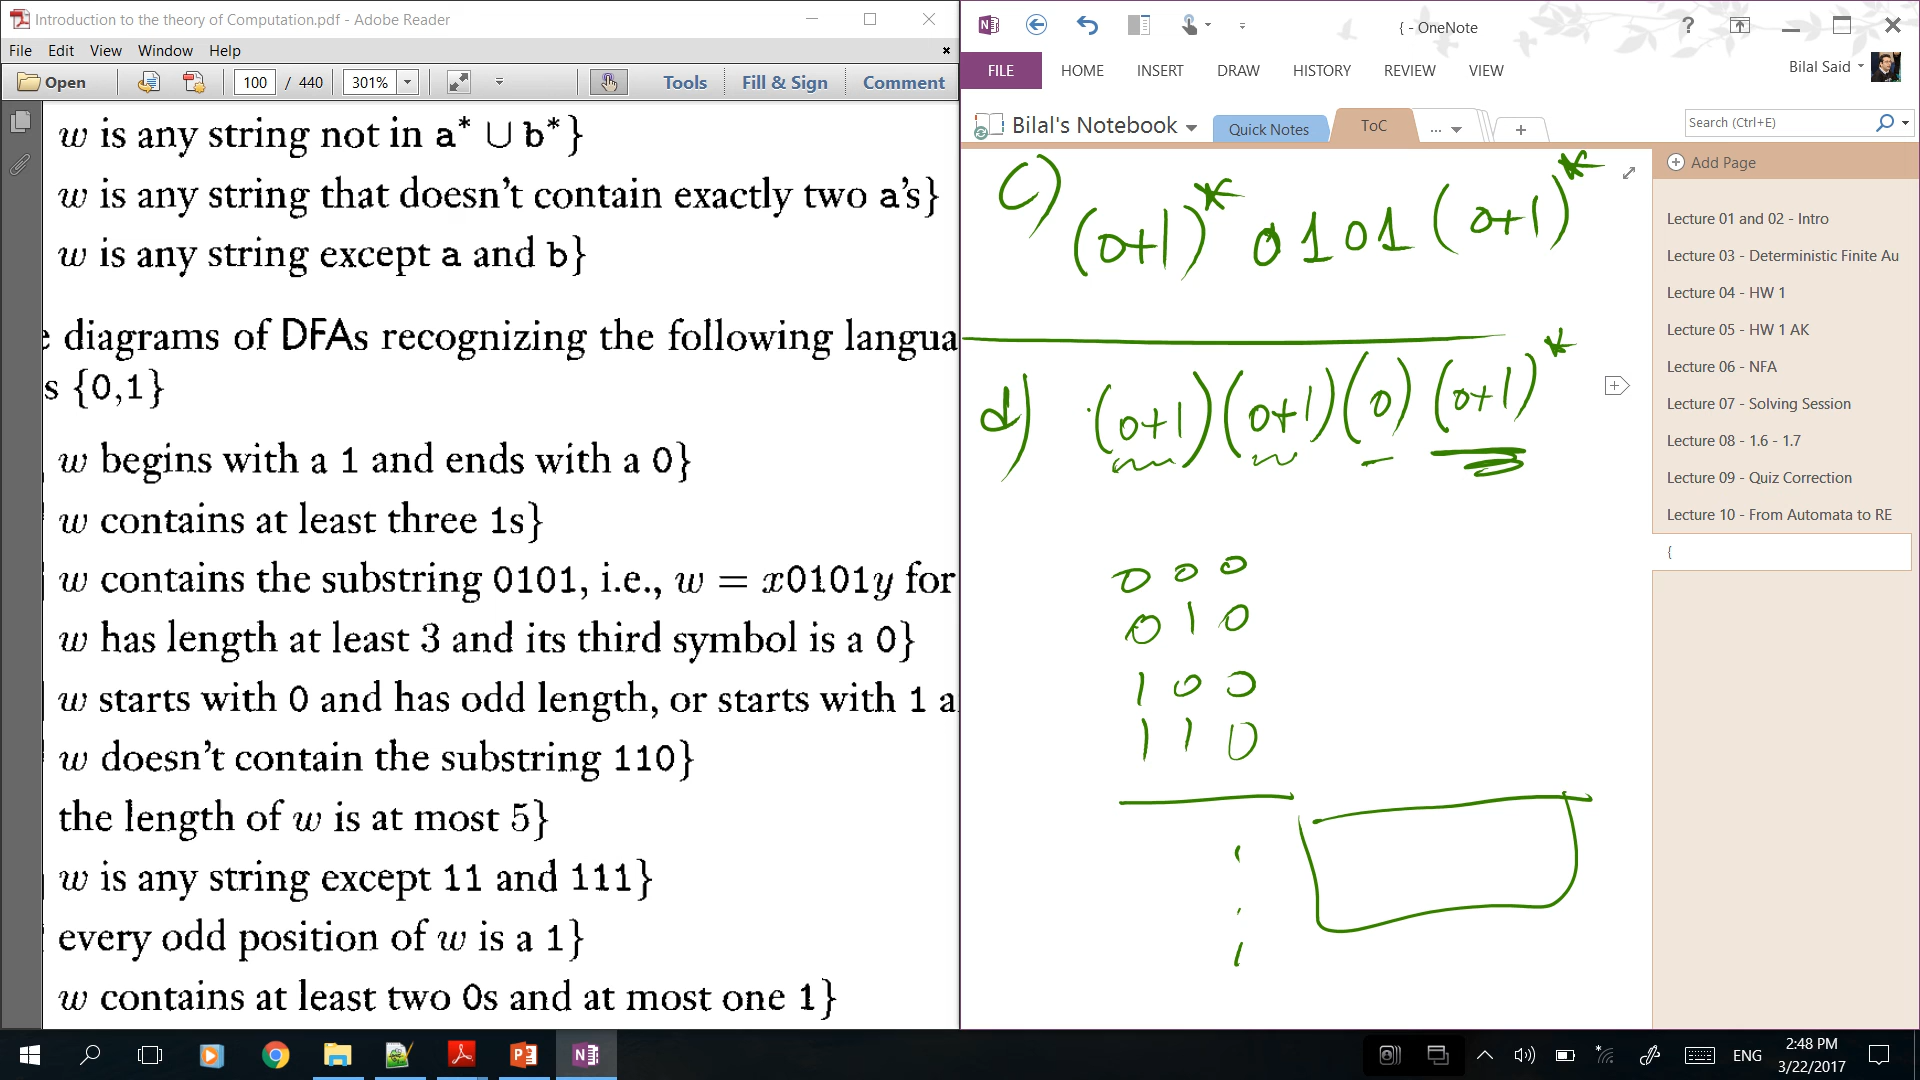 Introduction to the theory of Computation.pdf - Adobe Reader
File Edit View Window Help
Open 100 / 440 301% Tools Fill & Sign Comment
w is any string not in a* ∪ b*}
w is any string that doesn't contain exactly two a's}
w is any string except a and b}
e diagrams of DFAs recognizing the following langua
s {0,1}
w begins with a 1 and ends with a 0}
w contains at least three 1s}
w contains the substring 0101, i.e., w = x0101y for
w has length at least 3 and its third symbol is a 0}
w starts with 0 and has odd length, or starts with 1 a
w doesn't contain the substring 110}
the length of w is at most 5}
w is any string except 11 and 111}
every odd position of w is a 1}
w contains at least two 0s and at most one 1}
{ - OneNote
FILE HOME INSERT DRAW HISTORY REVIEW VIEW
Bilal Said
Bilal's Notebook Quick Notes ToC ...
Search (Ctrl+E)
c) (0+1)* 0101 (0+1)*
d) (0+1)(0+1)(0)(0+1)*
0 0 0
0 1 0
1 0 0
1 1 0
Add Page
Lecture 01 and 02 - Intro
Lecture 03 - Deterministic Finite Au
Lecture 04 - HW 1
Lecture 05 - HW 1 AK
Lecture 06 - NFA
Lecture 07 - Solving Session
Lecture 08 - 1.6 - 1.7
Lecture 09 - Quiz Correction
Lecture 10 - From Automata to RE
{
ENG
2:48 PM
3/22/2017